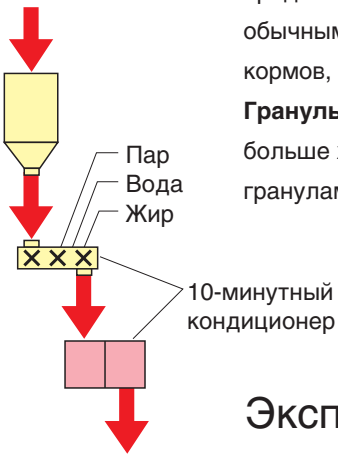 обычным
кормов,
Гранулы
больше
гранулам
Пар
Вода
Жир
10-минутный
кондиционер
Эксп